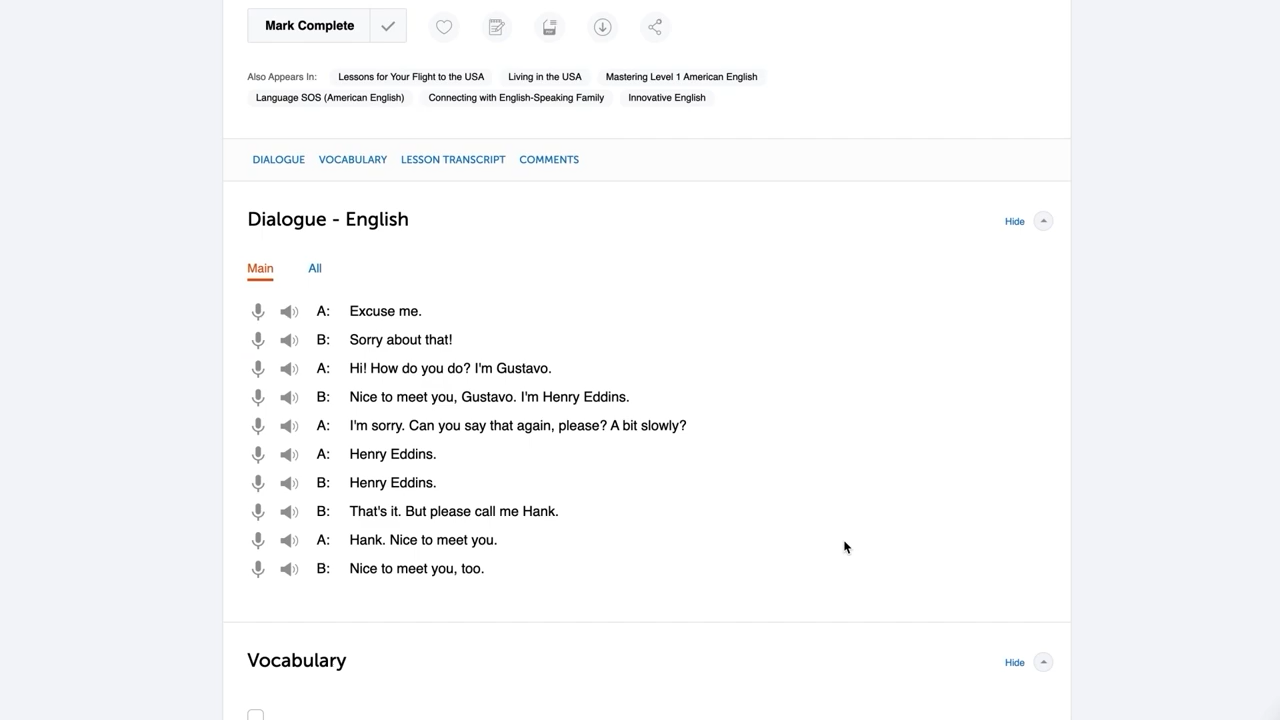 Mark Complete
Also Appears In: Lessons for Your Flight to the USA Living in the USA Mastering Level 1 American English
Language SOS (American English) Connecting with English-Speaking Family Innovative English
DIALOGUE VOCABULARY LESSON TRANSCRIPT COMMENTS
Dialogue - English Hide
Main All
A: Excuse me.
B: Sorry about that!
A: Hi! How do you do? I'm Gustavo.
B: Nice to meet you, Gustavo. I'm Henry Eddins.
A: I'm sorry. Can you say that again, please? A bit slowly?
A: Henry Eddins.
B: Henry Eddins.
B: That's it. But please call me Hank.
A: Hank. Nice to meet you.
B: Nice to meet you, too.
Vocabulary Hide